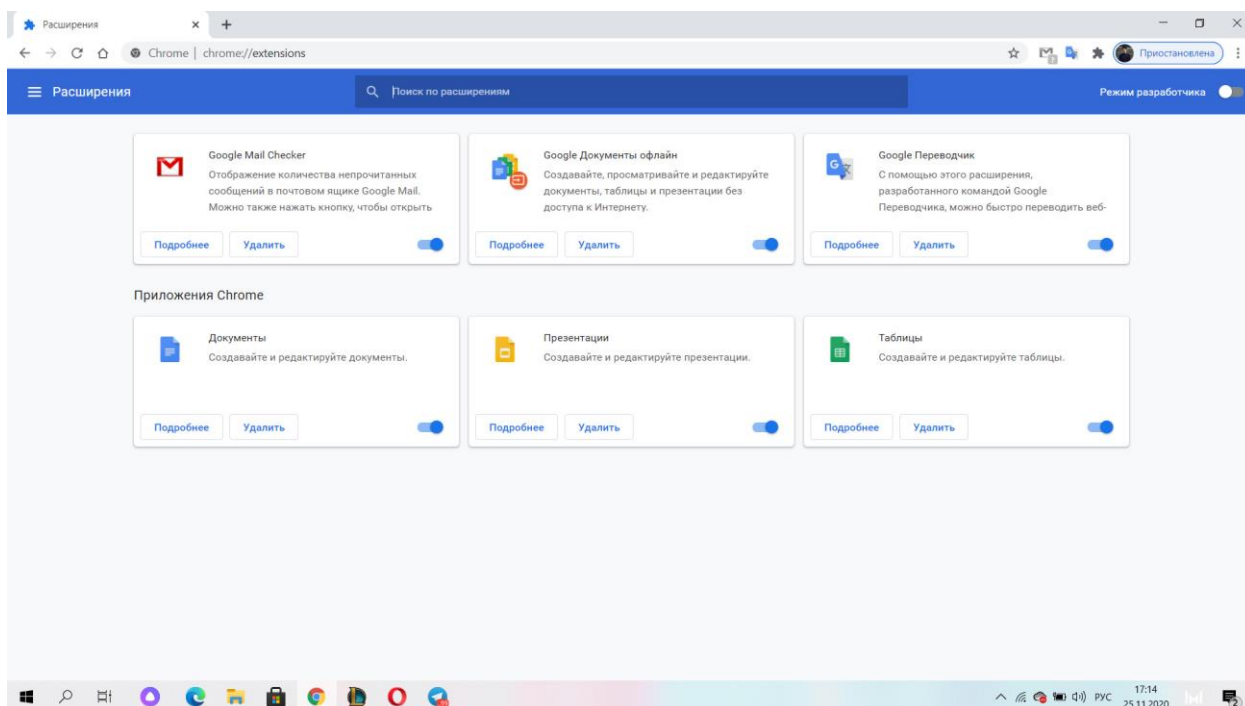 Расширения
Chrome | chrome://extensions
Приостановлена
Расширения
Поиск по расширениям
Режим разработчика
Google Mail Checker
Отображение количества непрочитанных
сообщений в почтовом ящике Google Mail.
Можно также нажать кнопку, чтобы открыть
Подробнее
Удалить
Google Документы офлайн
Создавайте, просматривайте и редактируйте
документы, таблицы и презентации без
доступа к Интернету.
Подробнее
Удалить
Google Переводчик
С помощью этого расширения,
разработанного командой Google
Переводчика, можно быстро переводить веб-
Подробнее
Удалить
Приложения Chrome
Документы
Создавайте и редактируйте документы.
Подробнее
Удалить
Презентации
Создавайте и редактируйте презентации.
Подробнее
Удалить
Таблицы
Создавайте и редактируйте таблицы.
Подробнее
Удалить
РУС
17:14
25.11.2020